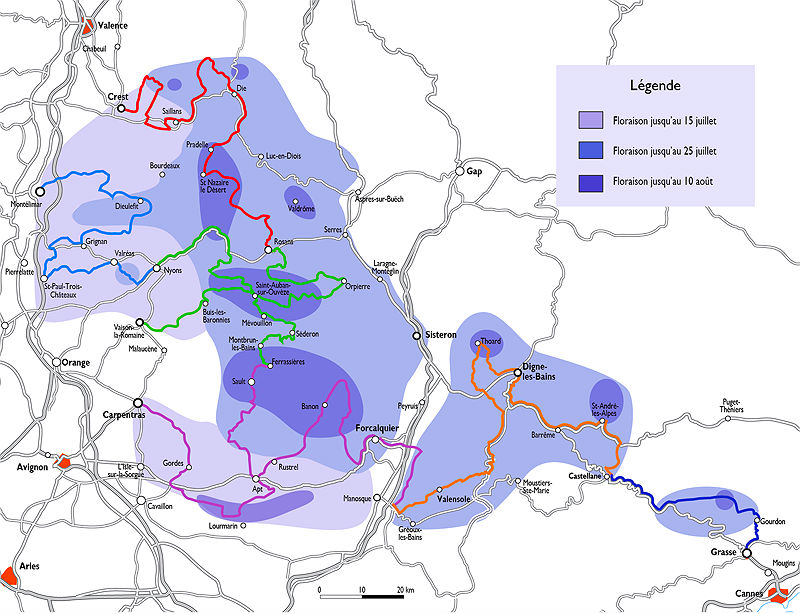 Valence
Chabeuil
Crest
Saillans
Die
Légende
Floraison jusqu'au 15 juillet
Floraison jusqu'au 25 juillet
Floraison jusqu'au 10 août
Pradelle
Luc-en-Diois
Bourdeaux
St Nazaire
le Désert
Gap
Montélimar
Dieulefit
Valdrôme
Aspres-sur-Buëch
Serres
Grignan
Valréas
Rosans
Pierrelatte
Nyons
Laragne-
Montéglin
St-Paul-Trois-
Châteaux
Saint-Auban-
sur-Ouvèze
Orpierre
Buis-les-
Baronnies
Mévouillon
Vaison-
la-Romaine
Séderon
Sisteron
Malaucène
Montbrun-
les-Bains
Thoard
Orange
Ferrassières
Digne-
les-Bains
Sault
St-André-
les-Alpes
Carpentras
Banon
Peyruis
Puget-
Théniers
Forcalquier
Barrême
Avignon
L'Isle-
sur-la-Sorgue
Gordes
Rustrel
Castellane
Apt
Manosque
Valensole
Moustiers-
Ste-Marie
Cavaillon
Lourmarin
Gréoux-
les-Bains
Gourdon
Grasse
Arles
Mougins
Cannes
0 10 20 km